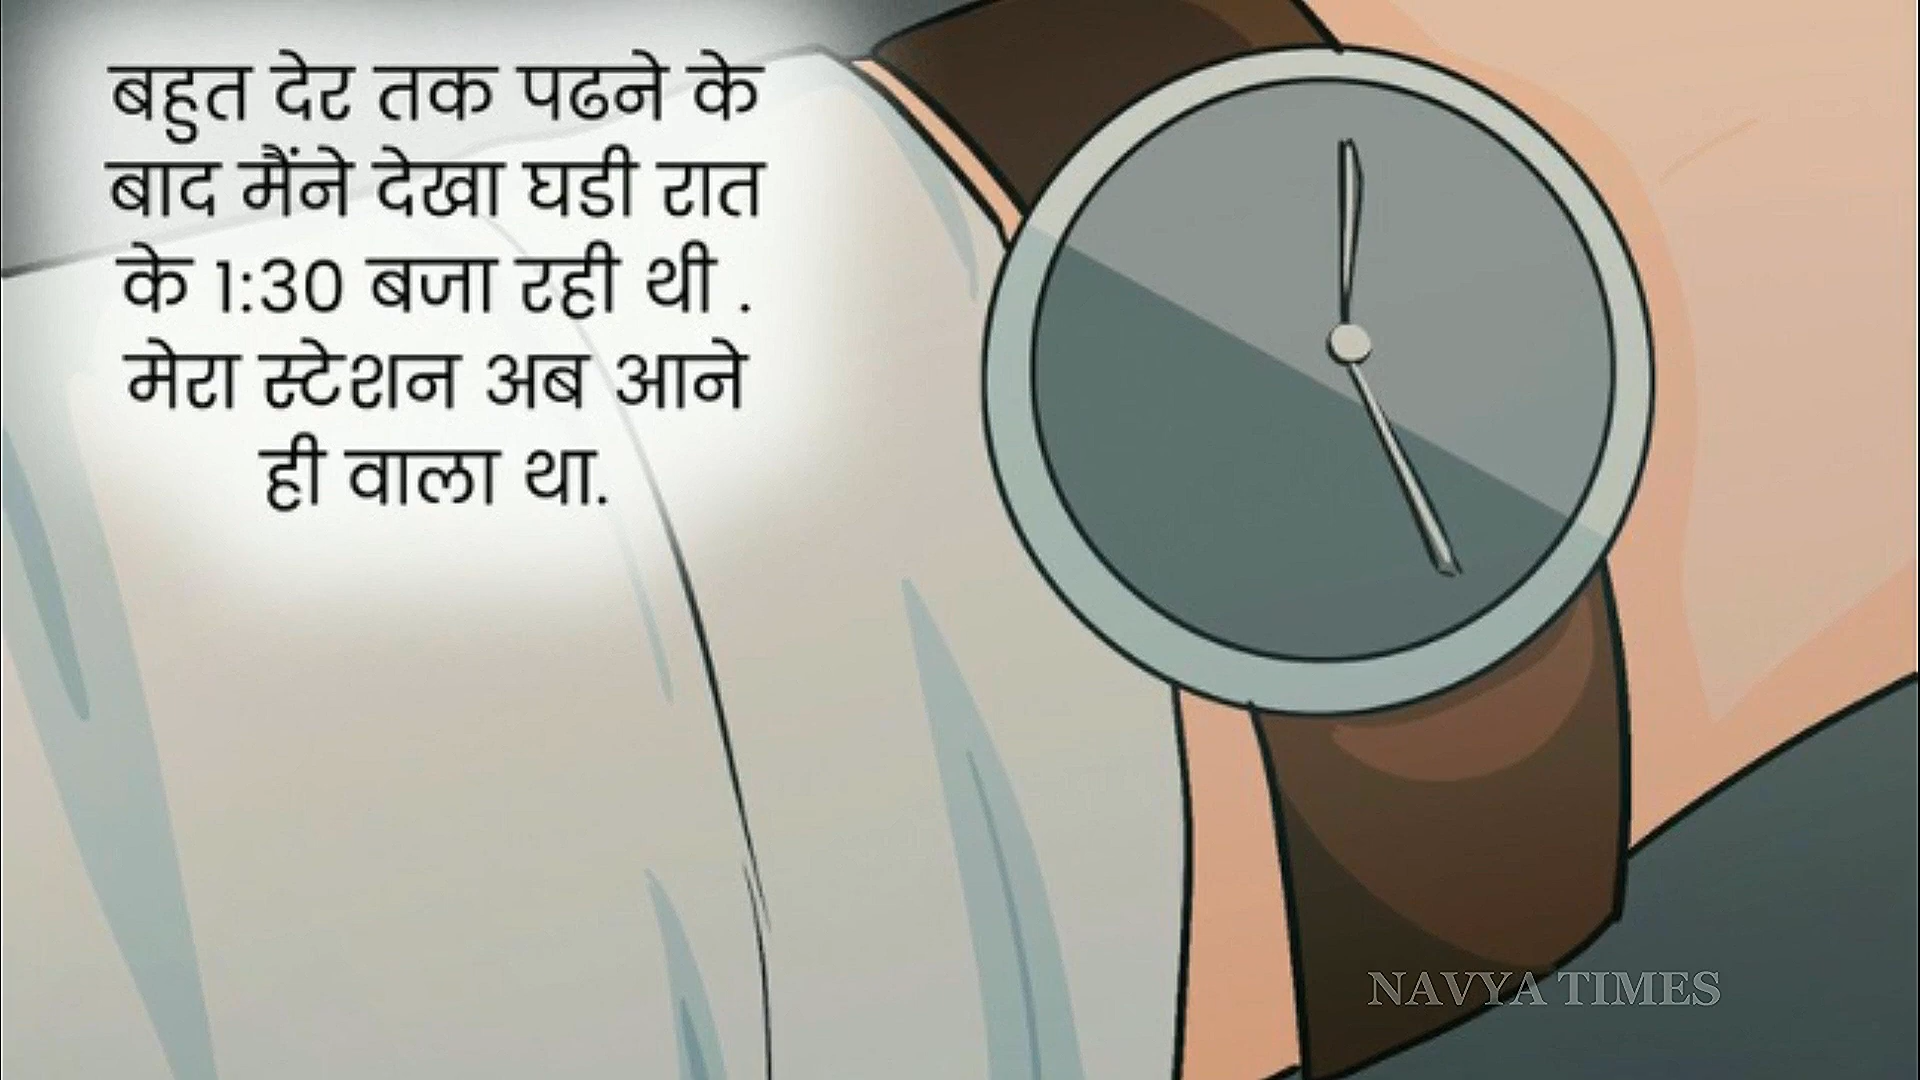 बहुत देर तक पढने के
बाद मैंने देखा घडी रात
के 1:30 बजा रही थी .
मेरा स्टेशन अब आने
ही वाला था.
NAVYA TIMES